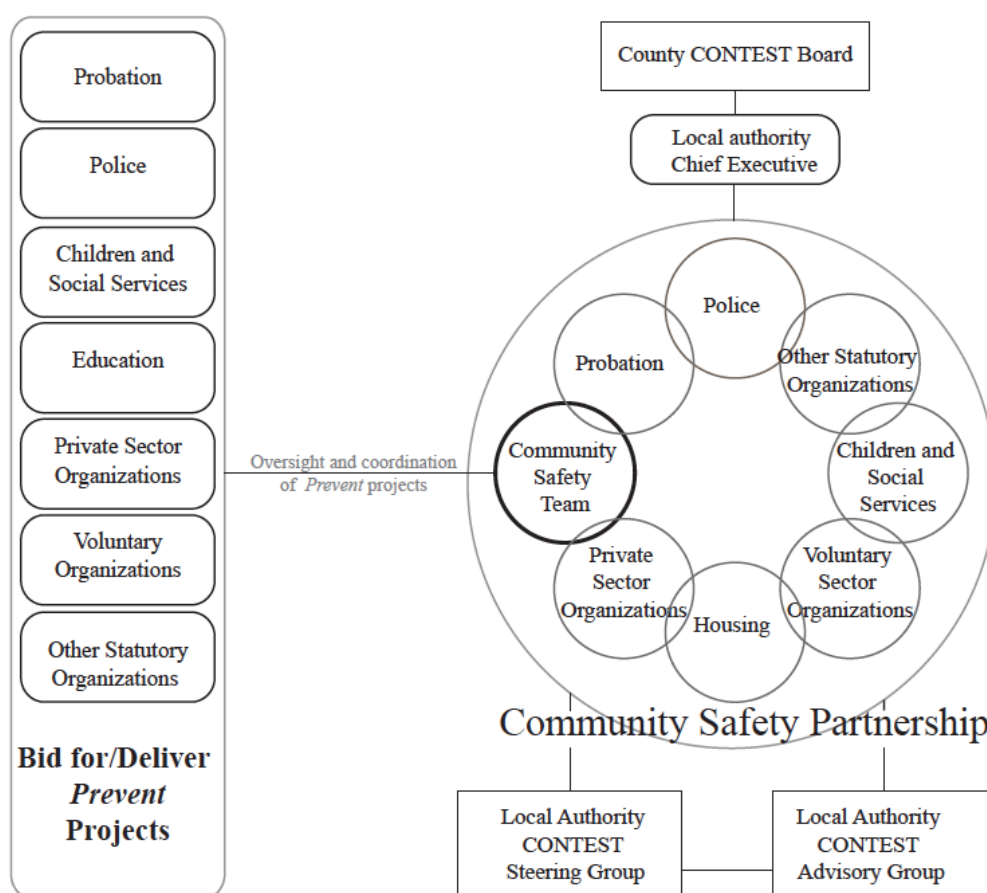 Probation
Police
Children and
Social Services
Education
Private Sector
Organizations
Voluntary
Organizations
Other Statutory
Organizations
Bid for/Deliver
Prevent
Projects
Oversight and coordination
of Prevent projects
County CONTEST Board
Local authority
Chief Executive
Police
Probation
Other Statutory
Organizations
Community
Safety
Team
Children and
Social
Services
Private
Sector
Organizations
Voluntary
Sector
Organizations
Housing
Community Safety Partnership
Local Authority
CONTEST
Steering Group
Local Authority
CONTEST
Advisory Group